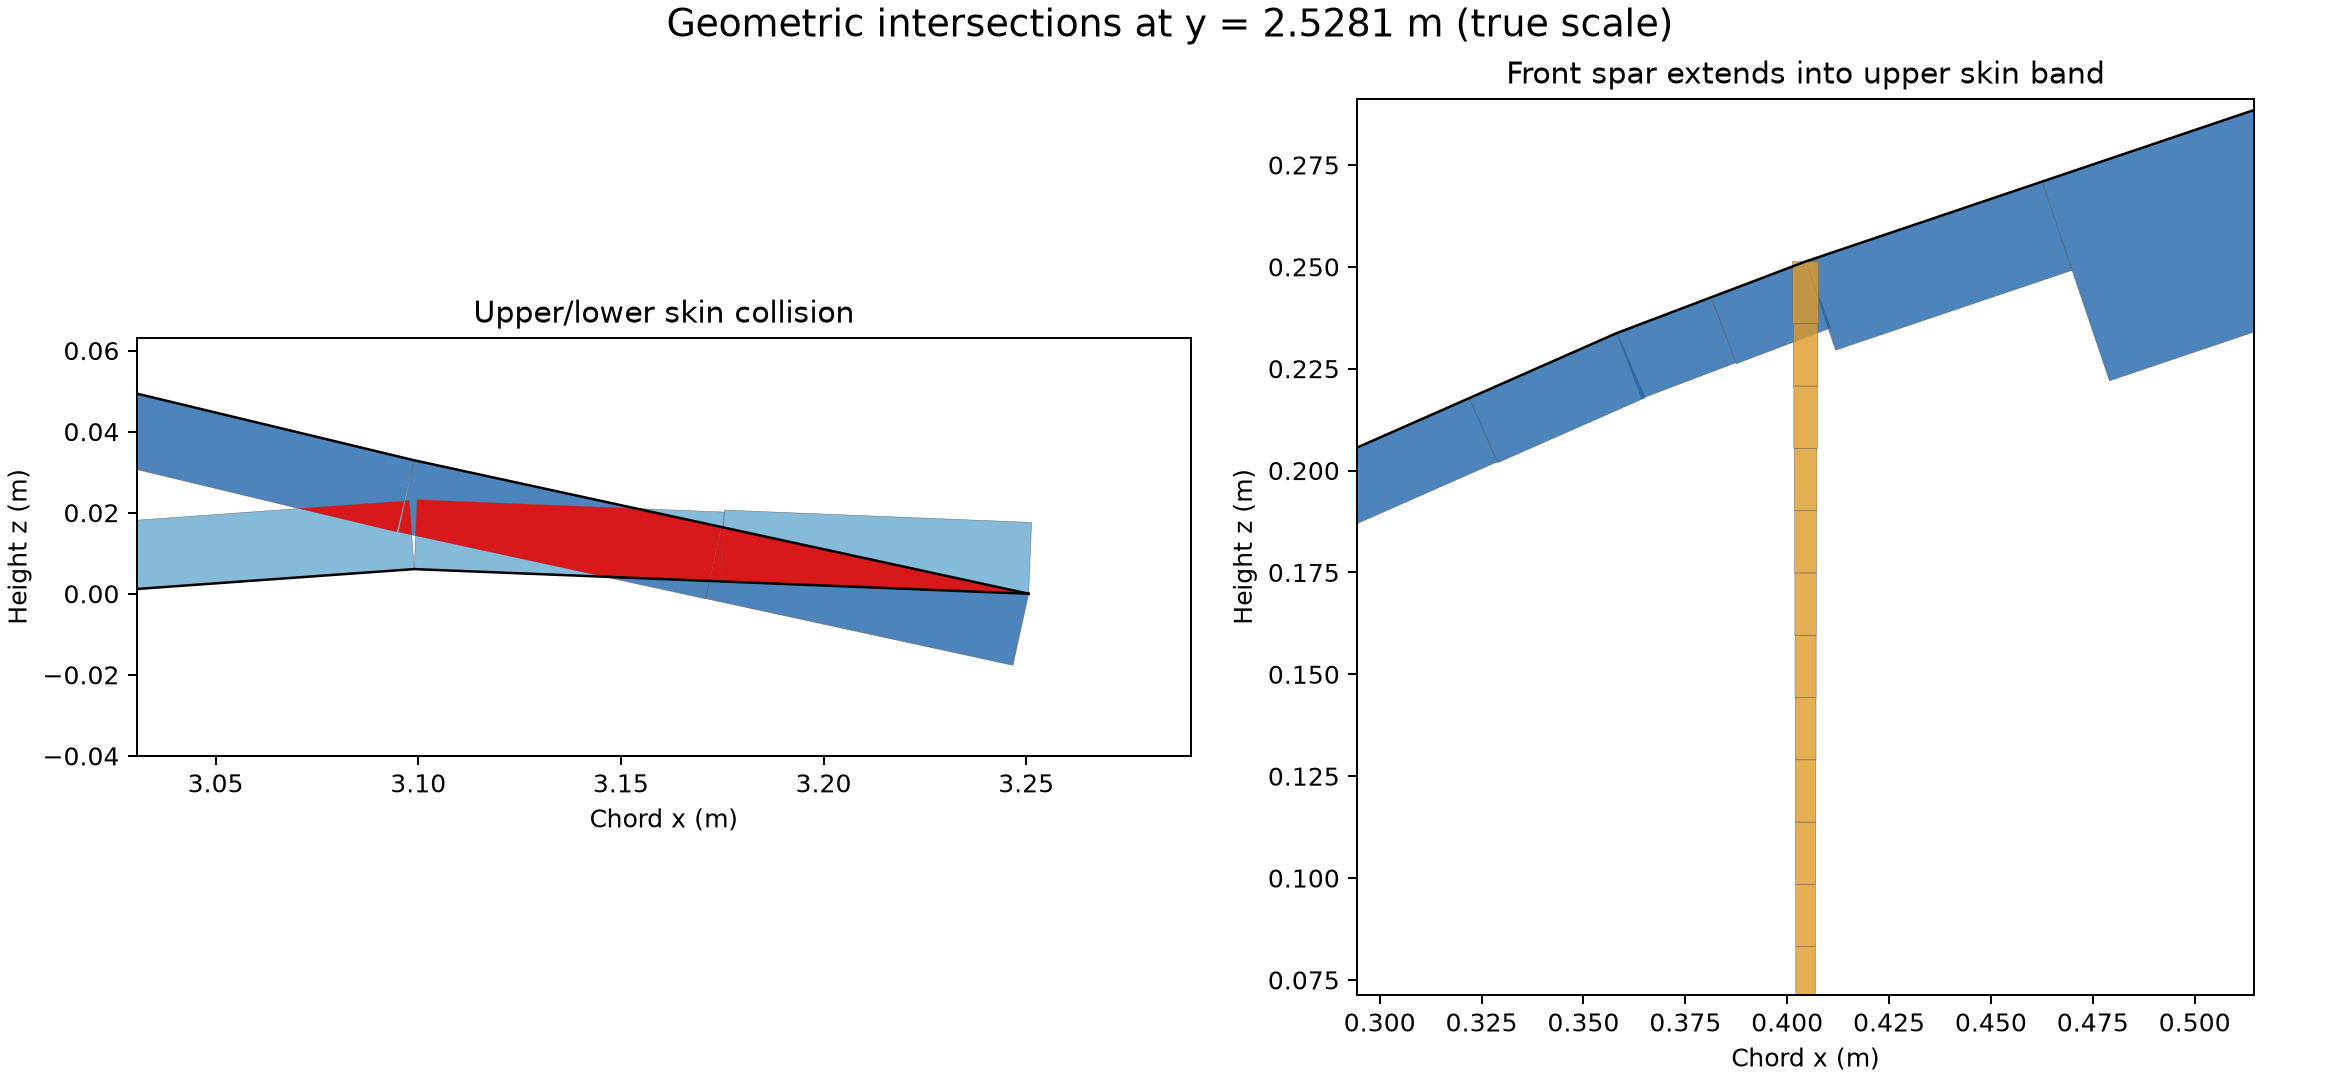 Geometric intersections at y = 2.5281 m (true scale)
Upper/lower skin collision
0.06
0.04
0.02
0.00
−0.02
−0.04
Height z (m)
3.05 3.10 3.15 3.20 3.25
Chord x (m)
Front spar extends into upper skin band
0.275
0.250
0.225
0.200
0.175
0.150
0.125
0.100
0.075
Height z (m)
0.300 0.325 0.350 0.375 0.400 0.425 0.450 0.475 0.500
Chord x (m)